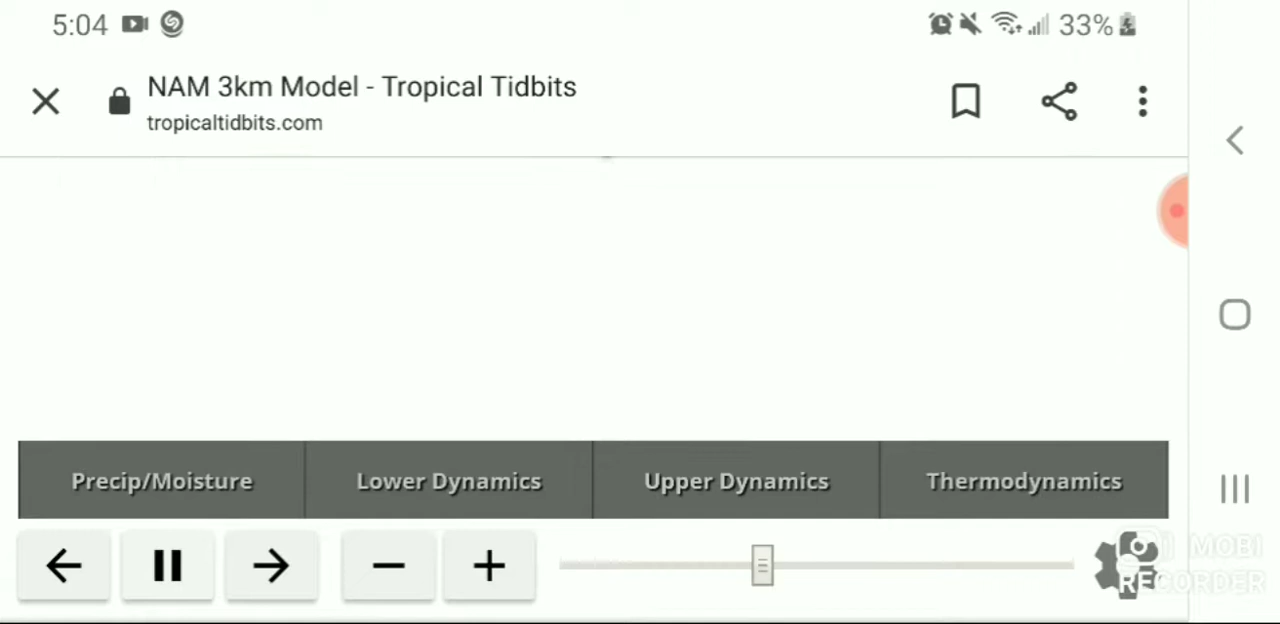 5:04
33%
NAM 3km Model - Tropical Tidbits
tropicaltidbits.com
Precip/Moisture
Lower Dynamics
Upper Dynamics
Thermodynamics
MOBI
RECORDER